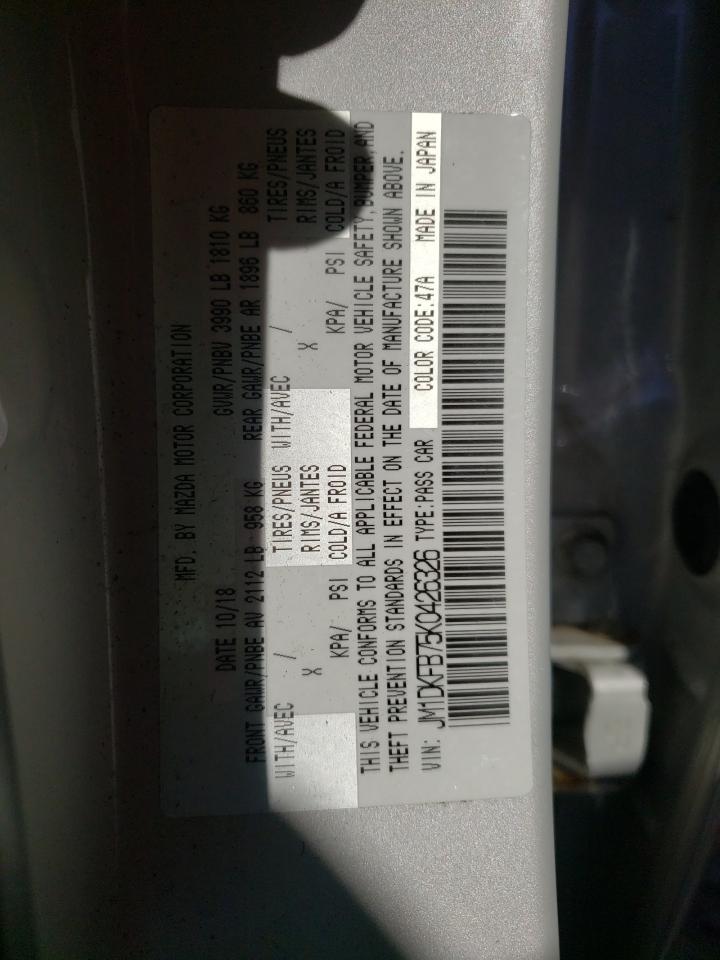 MFD. BY MAZDA MOTOR CORPORATION
DATE 10/18 GVWR/PNBV 3990 LB 1810 KG
FRONT GAWR/PNBE AV 2112 LB 958 KG REAR GAWR/PNBE AR 1896 LB 860 KG
WITH/AVEC / TIRES/PNEUS WITH/AVEC / TIRES/PNEUS
X RIMS/JANTES X RIMS/JANTES
KPA/ PSI COLD/A FROID KPA/ PSI COLD/A FROID
THIS VEHICLE CONFORMS TO ALL APPLICABLE FEDERAL MOTOR VEHICLE SAFETY, BUMPER, AND
THEFT PREVENTION STANDARDS IN EFFECT ON THE DATE OF MANUFACTURE SHOWN ABOVE.
VIN: JM1DKFB75K0426326 TYPE:PASS CAR COLOR CODE:47A MADE IN JAPAN